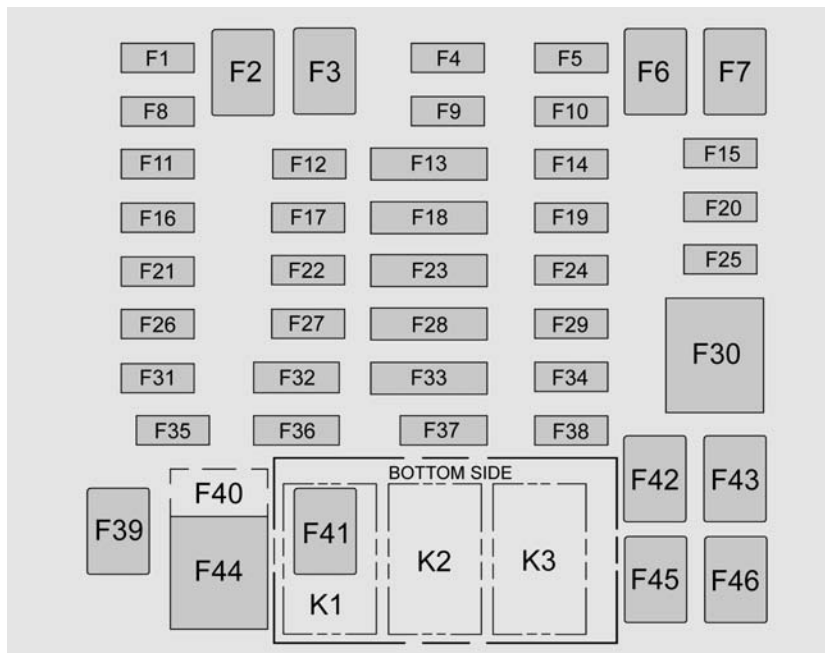 F1 F2 F3 F4 F5 F6 F7
F8 F9 F10
F11 F12 F13 F14 F15
F16 F17 F18 F19 F20
F21 F22 F23 F24 F25
F26 F27 F28 F29 F30
F31 F32 F33 F34
F35 F36 F37 F38
BOTTOM SIDE
F39 F40 F41 F42 F43
F44 K1 K2 K3 F45 F46